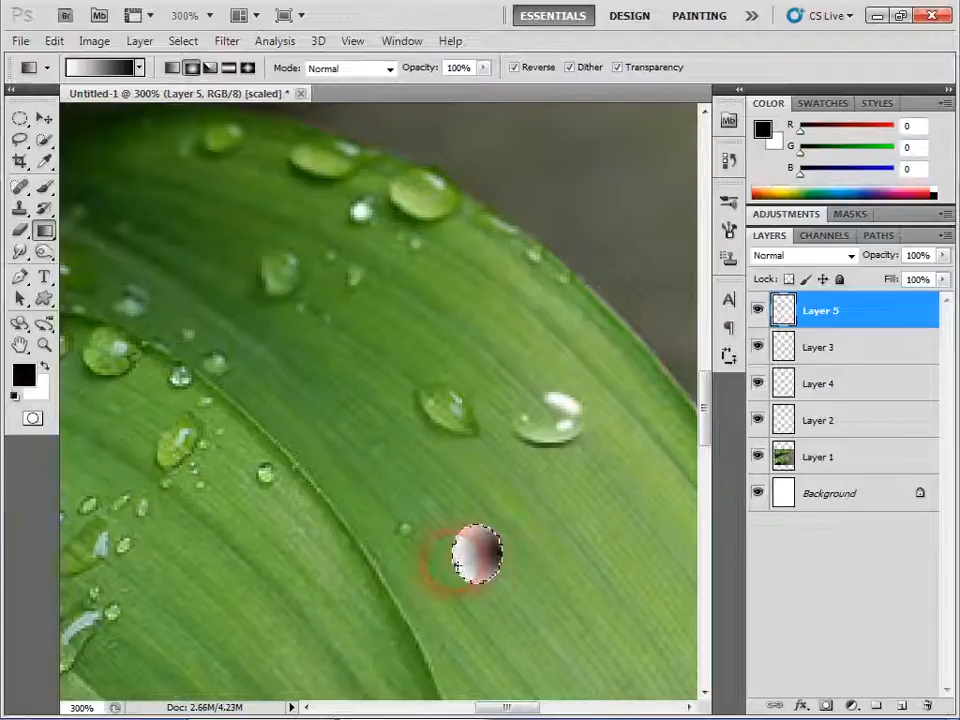 Ps Br Mb 300% ESSENTIALS DESIGN PAINTING CS Live
File Edit Image Layer Select Filter Analysis 3D View Window Help
Mode: Normal Opacity: 100% Reverse Dither Transparency
Untitled-1 @ 300% (Layer 5, RGB/8) [scaled] *
COLOR SWATCHES STYLES
R 0
G 0
B 0
ADJUSTMENTS MASKS
LAYERS CHANNELS PATHS
Normal Opacity: 100%
Lock: Fill: 100%
Layer 5
Layer 3
Layer 4
Layer 2
Layer 1
Background
300% Doc: 2.66M/4.23M